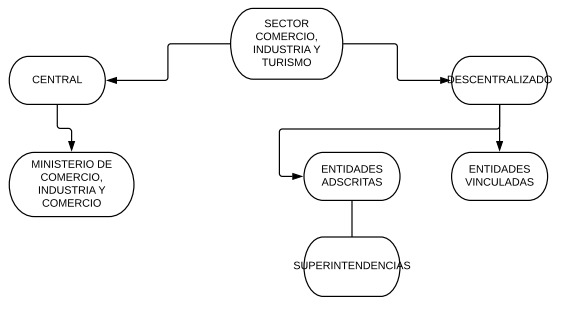 SECTOR
COMERCIO,
INDUSTRIA Y
TURISMO
CENTRAL
DESCENTRALIZADO
MINISTERIO DE
COMERCIO,
INDUSTRIA Y
COMERCIO
ENTIDADES
ADSCRITAS
ENTIDADES
VINCULADAS
SUPERINTENDENCIAS